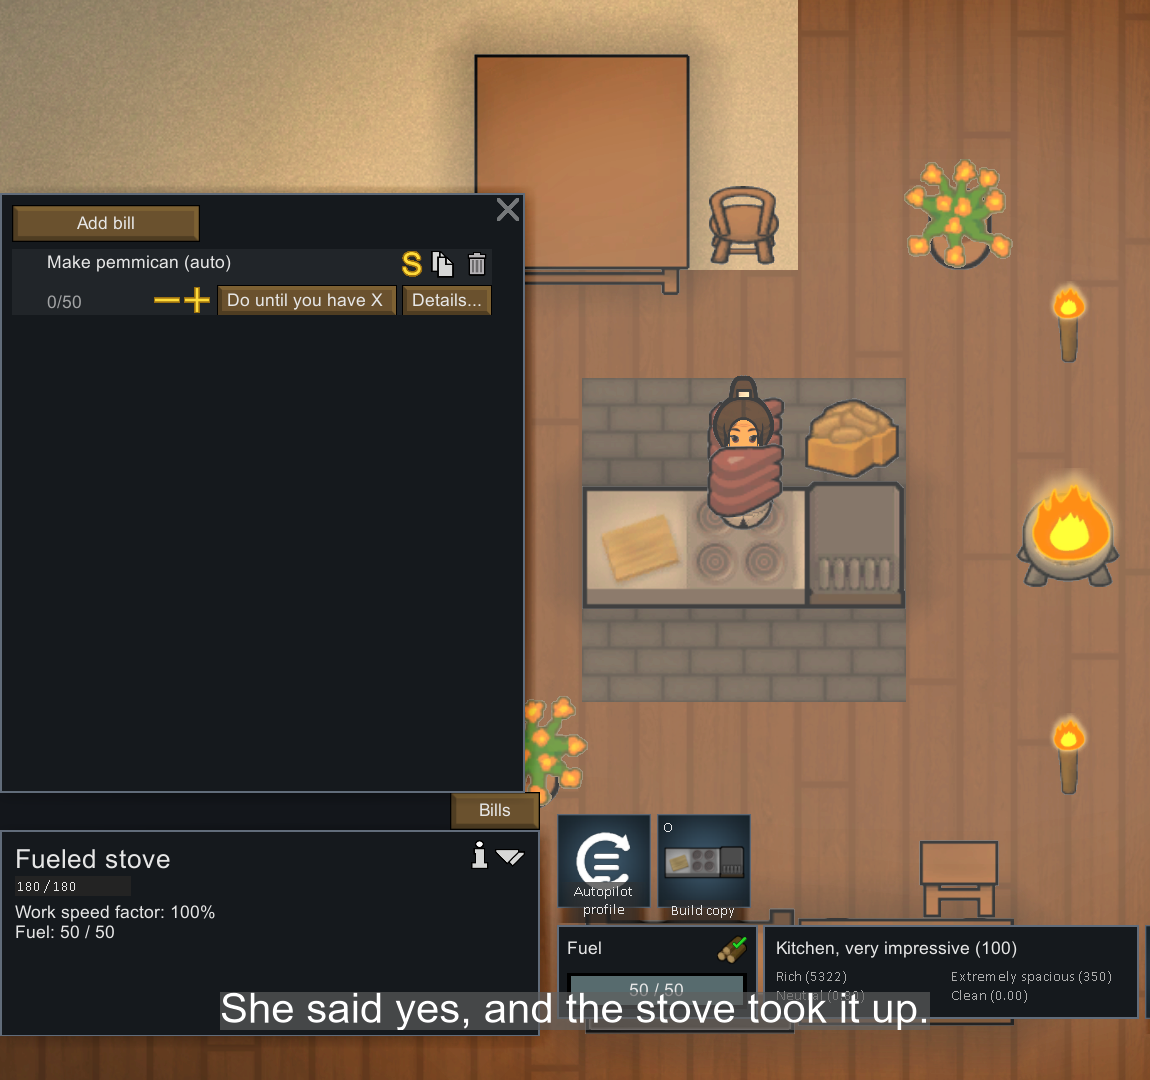 Add bill
Make pemmican (auto)
S
0/50
Do until you have X
Details...
Bills
Fueled stove
180 / 180
Work speed factor: 100%
Fuel: 50 / 50
Autopilot
profile
O
Build copy
Fuel
50 / 50
Kitchen, very impressive (100)
Rich (5322)
Extremely spacious (350)
Clean (0.00)
She said yes, and the stove took it up.